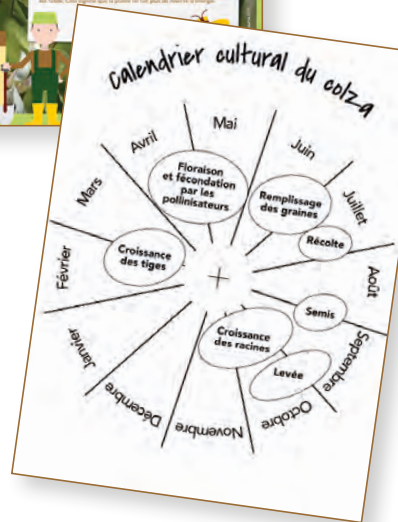 Calendrier cultural du colza
Avril
Mai
Juin
Juillet
Août
Septembre
Octobre
Novembre
Décembre
Janvier
Février
Mars
Floraison
et fécondation
par les
pollinisateurs
Remplissage
des graines
Récolte
Croissance
des tiges
Semis
Croissance
des racines
Levée